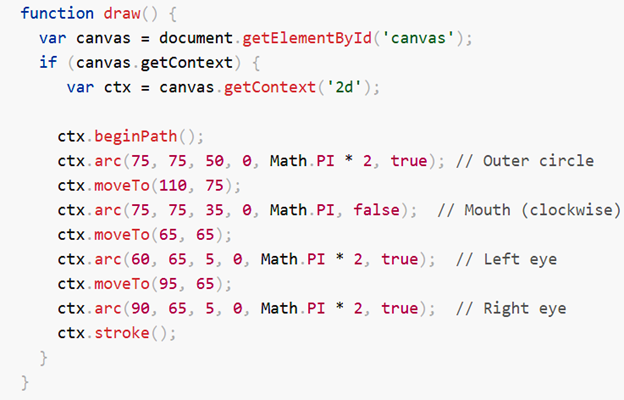 function draw() {
  var canvas = document.getElementById('canvas');
  if (canvas.getContext) {
     var ctx = canvas.getContext('2d');

    ctx.beginPath();
    ctx.arc(75, 75, 50, 0, Math.PI * 2, true); // Outer circle
    ctx.moveTo(110, 75);
    ctx.arc(75, 75, 35, 0, Math.PI, false);  // Mouth (clockwise)
    ctx.moveTo(65, 65);
    ctx.arc(60, 65, 5, 0, Math.PI * 2, true);  // Left eye
    ctx.moveTo(95, 65);
    ctx.arc(90, 65, 5, 0, Math.PI * 2, true);  // Right eye
    ctx.stroke();
  }
}